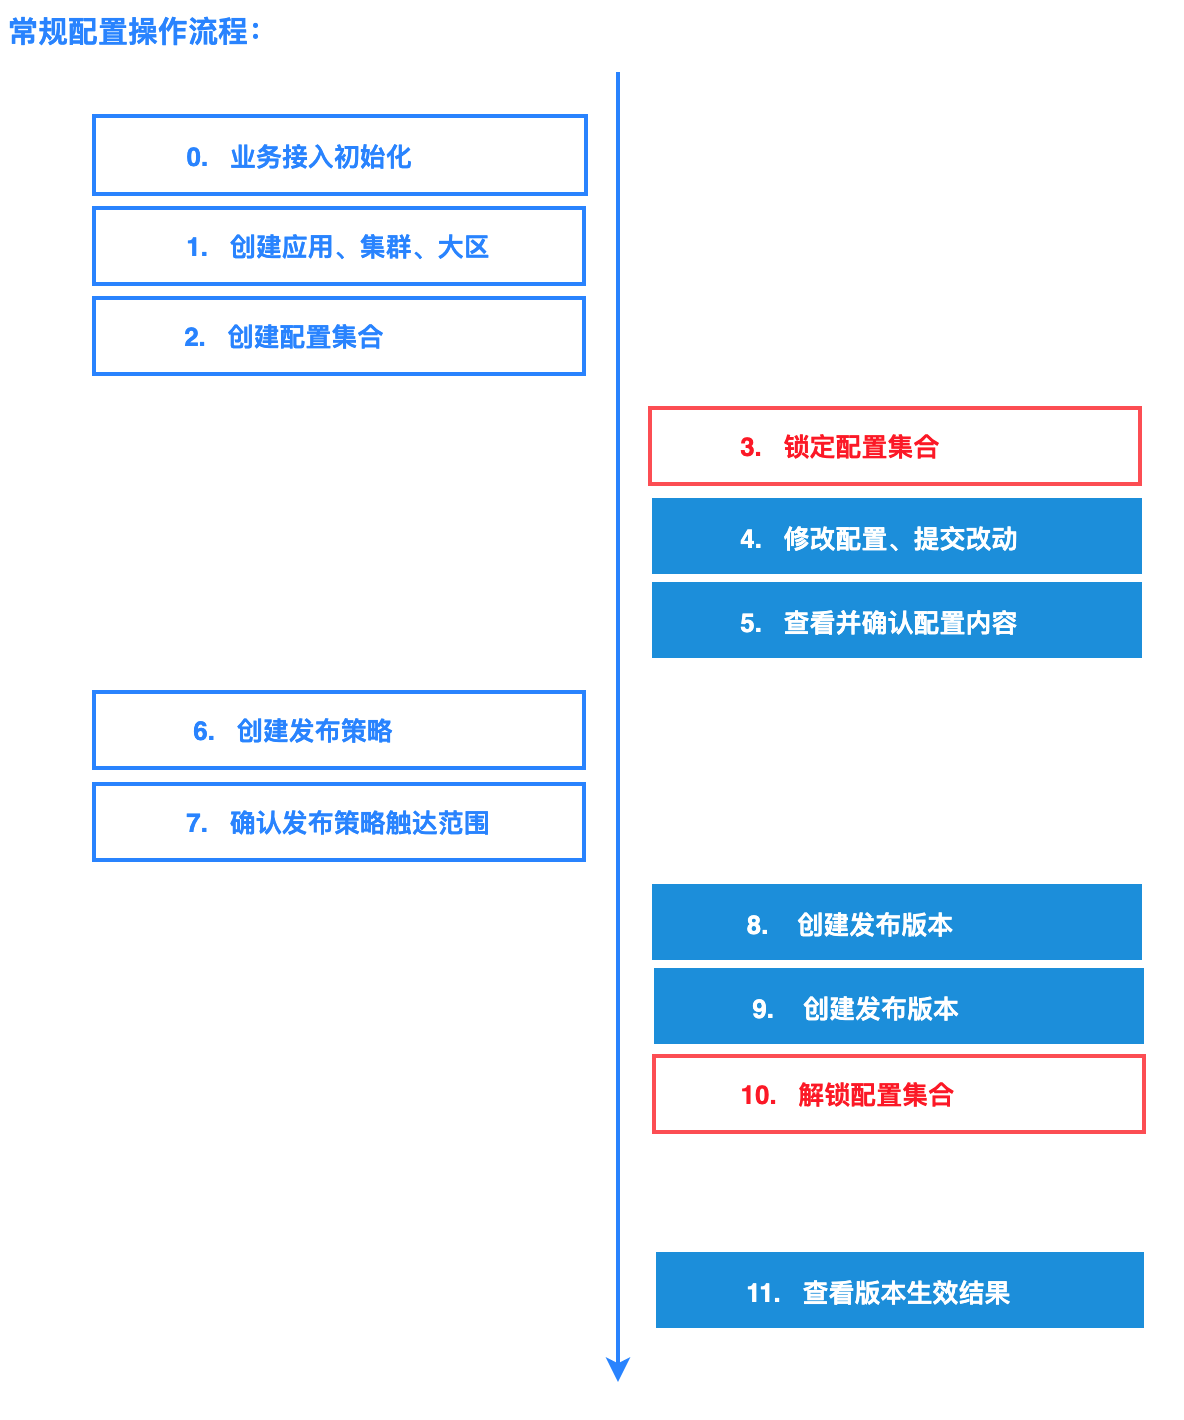 常规配置操作流程：
0. 业务接入初始化
1. 创建应用、集群、大区
2. 创建配置集合
3. 锁定配置集合
4. 修改配置、提交改动
5. 查看并确认配置内容
6. 创建发布策略
7. 确认发布策略触达范围
8. 创建发布版本
9. 创建发布版本
10. 解锁配置集合
11. 查看版本生效结果